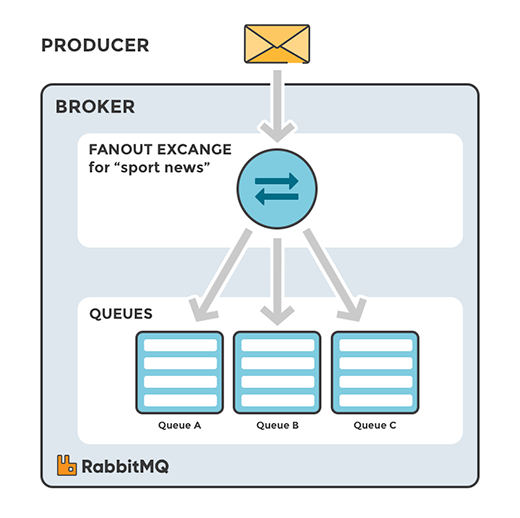 PRODUCER
BROKER
FANOUT EXCANGE
for “sport news”
QUEUES
Queue A
Queue B
Queue C
RabbitMQ